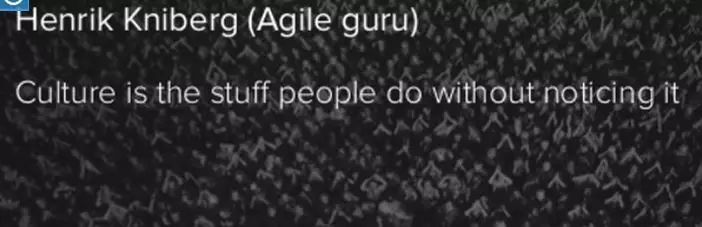 Henrik Kniberg (Agile guru)
Culture is the stuff people do without noticing it